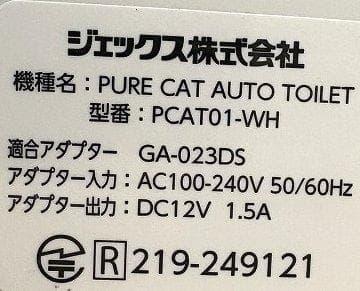 ジェックス株式会社
機種名：PURE CAT AUTO TOILET
型番：PCAT01-WH
適合アダプター　GA-023DS
アダプター入力：AC100-240V 50/60Hz
アダプター出力：DC12V　1.5A
R 219-249121